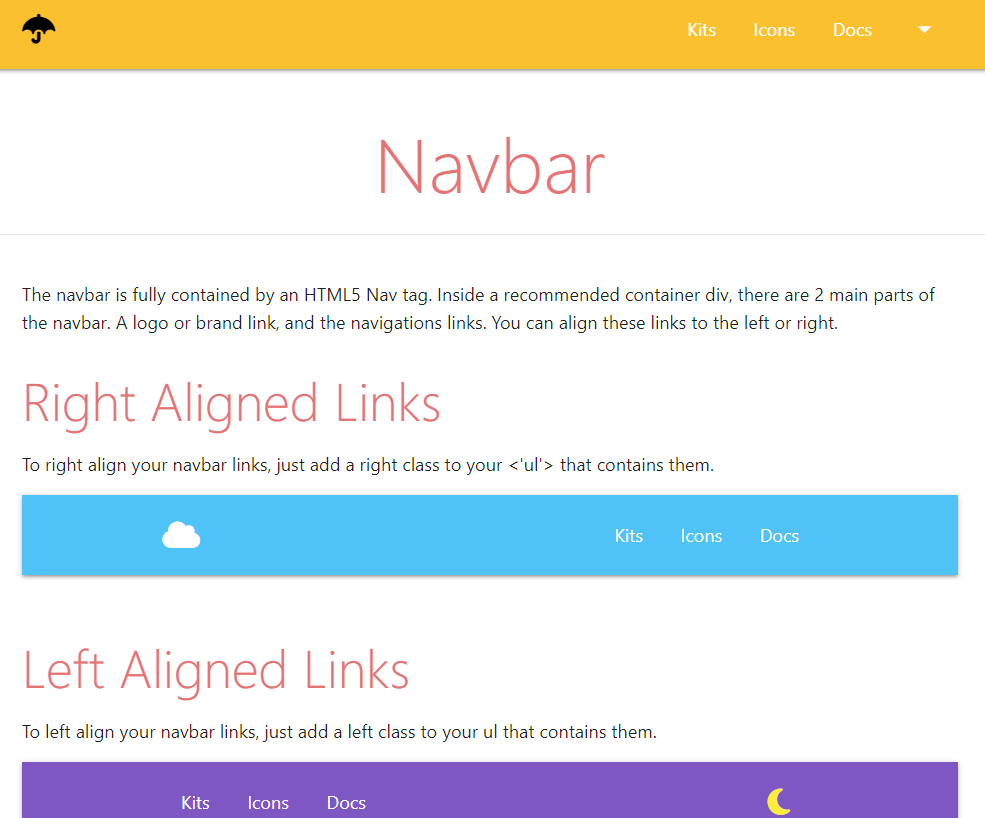 Kits Icons Docs
Navbar
The navbar is fully contained by an HTML5 Nav tag. Inside a recommended container div, there are 2 main parts of
the navbar. A logo or brand link, and the navigations links. You can align these links to the left or right.
Right Aligned Links
To right align your navbar links, just add a right class to your <'ul'> that contains them.
Kits Icons Docs
Left Aligned Links
To left align your navbar links, just add a left class to your ul that contains them.
Kits Icons Docs